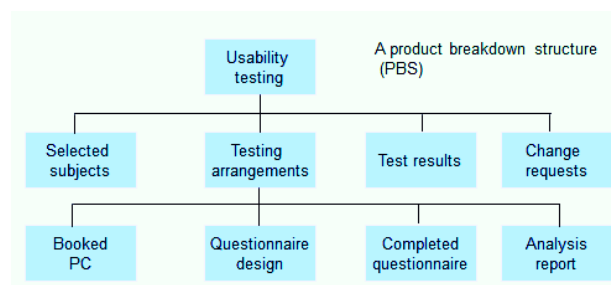 Usability
testing
A product breakdown structure
(PBS)
Selected
subjects
Testing
arrangements
Test results
Change
requests
Booked
PC
Questionnaire
design
Completed
questionnaire
Analysis
report